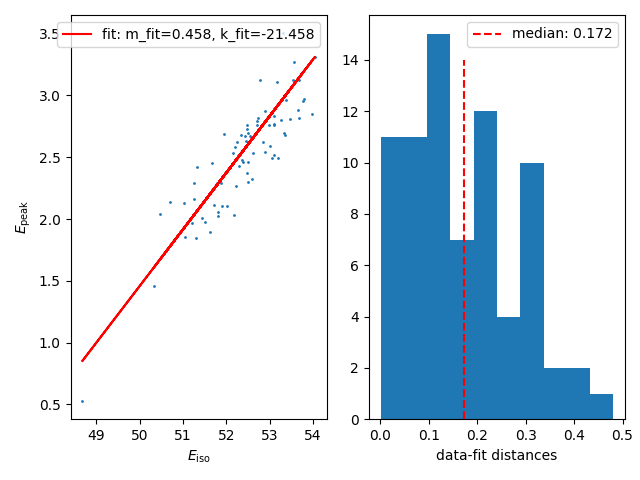 fit: m_fit=0.458, k_fit=-21.458
3.5
3.0
2.5
2.0
1.5
1.0
0.5
E_peak
49 50 51 52 53 54
E_iso
median: 0.172
14
12
10
8
6
4
2
0
0.0 0.1 0.2 0.3 0.4 0.5
data-fit distances